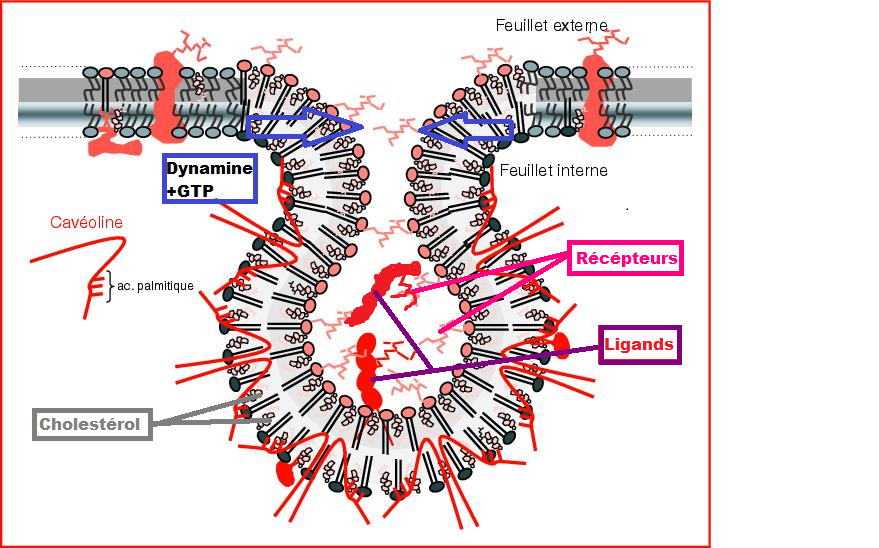 Feuillet externe
Dynamine
+GTP
Feuillet interne
Cavéoline
ac. palmitique
Récépteurs
Ligands
Cholestérol